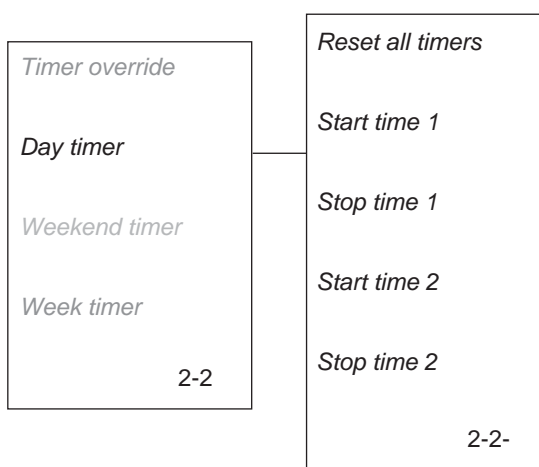 Timer override
Day timer
Weekend timer
Week timer
2-2
Reset all timers
Start time 1
Stop time 1
Start time 2
Stop time 2
2-2-